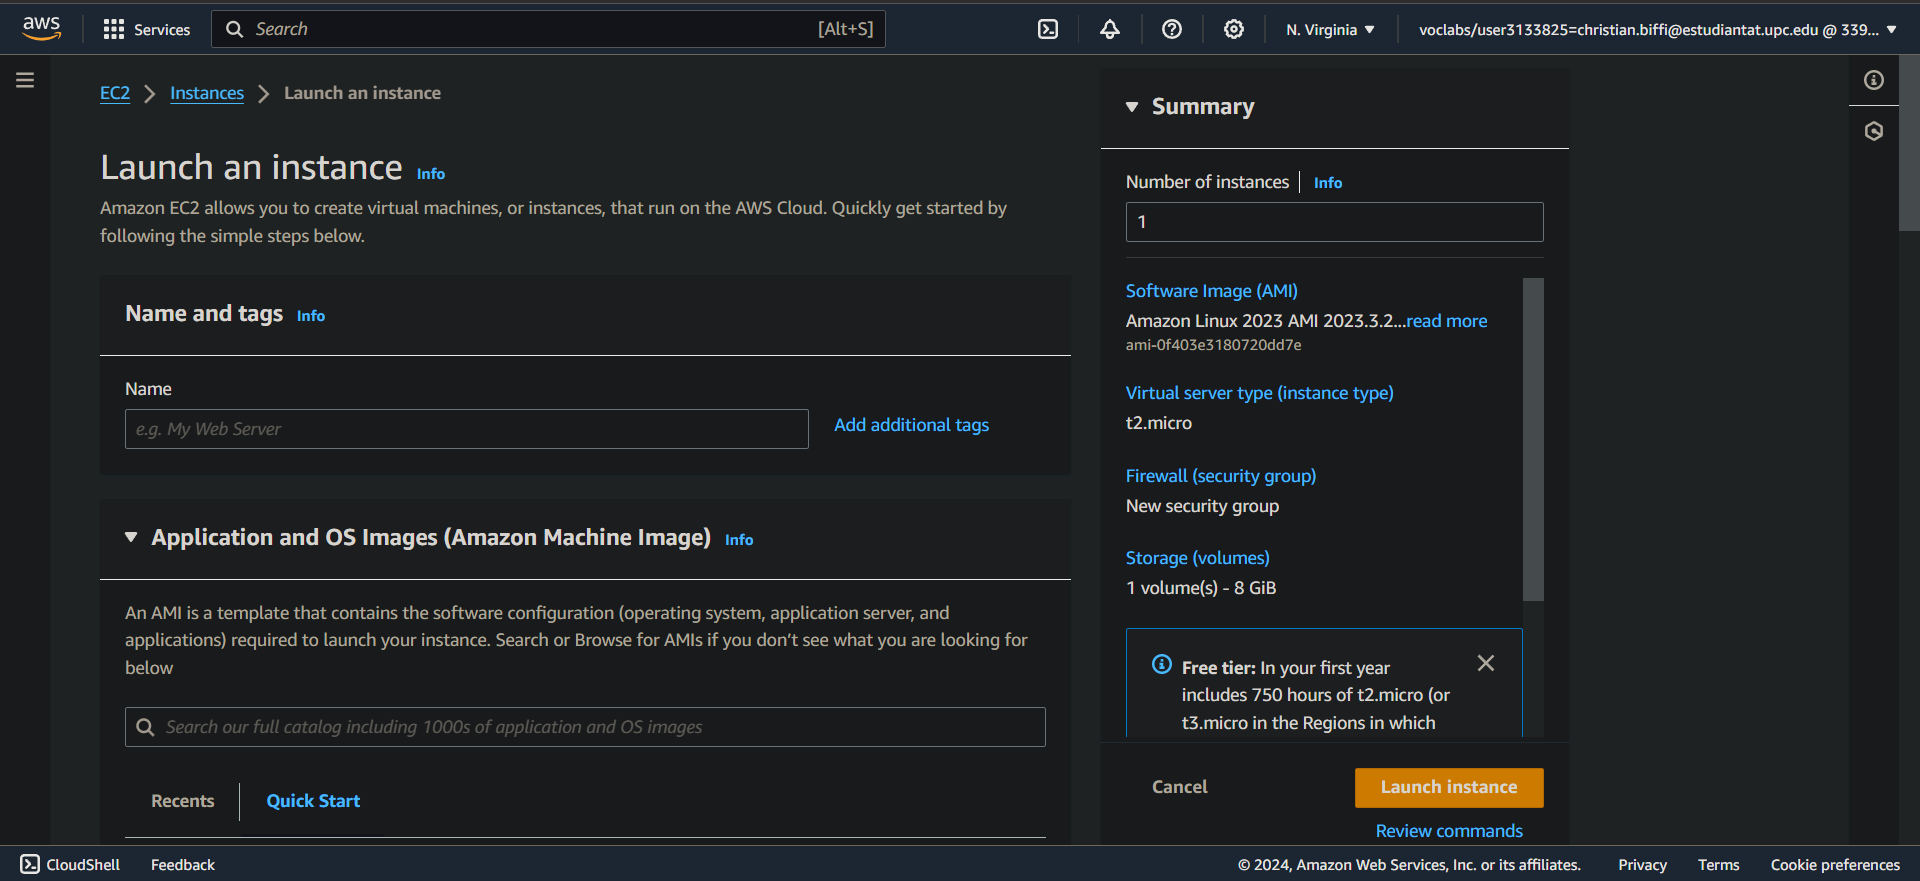 aws
Services
Search
[Alt+S]
N. Virginia
voclabs/user3133825=christian.biffi@estudiantat.upc.edu @ 339...
EC2
Instances
Launch an instance
Launch an instance
Info
Amazon EC2 allows you to create virtual machines, or instances, that run on the AWS Cloud. Quickly get started by
following the simple steps below.
Name and tags
Info
Name
e.g. My Web Server
Add additional tags
Application and OS Images (Amazon Machine Image)
Info
An AMI is a template that contains the software configuration (operating system, application server, and
applications) required to launch your instance. Search or Browse for AMIs if you don’t see what you are looking for
below
Search our full catalog including 1000s of application and OS images
Recents
Quick Start
Summary
Number of instances
Info
1
Software Image (AMI)
Amazon Linux 2023 AMI 2023.3.2...read more
ami-0f403e3180720dd7e
Virtual server type (instance type)
t2.micro
Firewall (security group)
New security group
Storage (volumes)
1 volume(s) - 8 GiB
Free tier: In your first year
includes 750 hours of t2.micro (or
t3.micro in the Regions in which
Cancel
Launch instance
Review commands
CloudShell
Feedback
© 2024, Amazon Web Services, Inc. or its affiliates.
Privacy
Terms
Cookie preferences